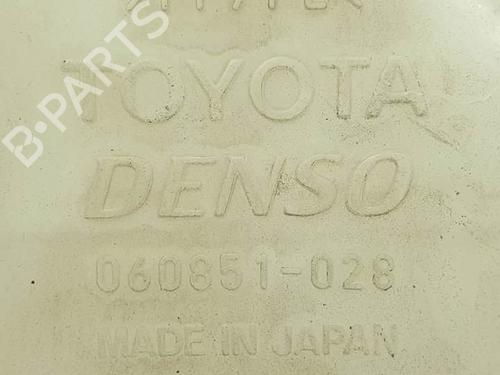 TOYOTA
DENSO
060851-028
MADE IN JAPAN
B-PARTS